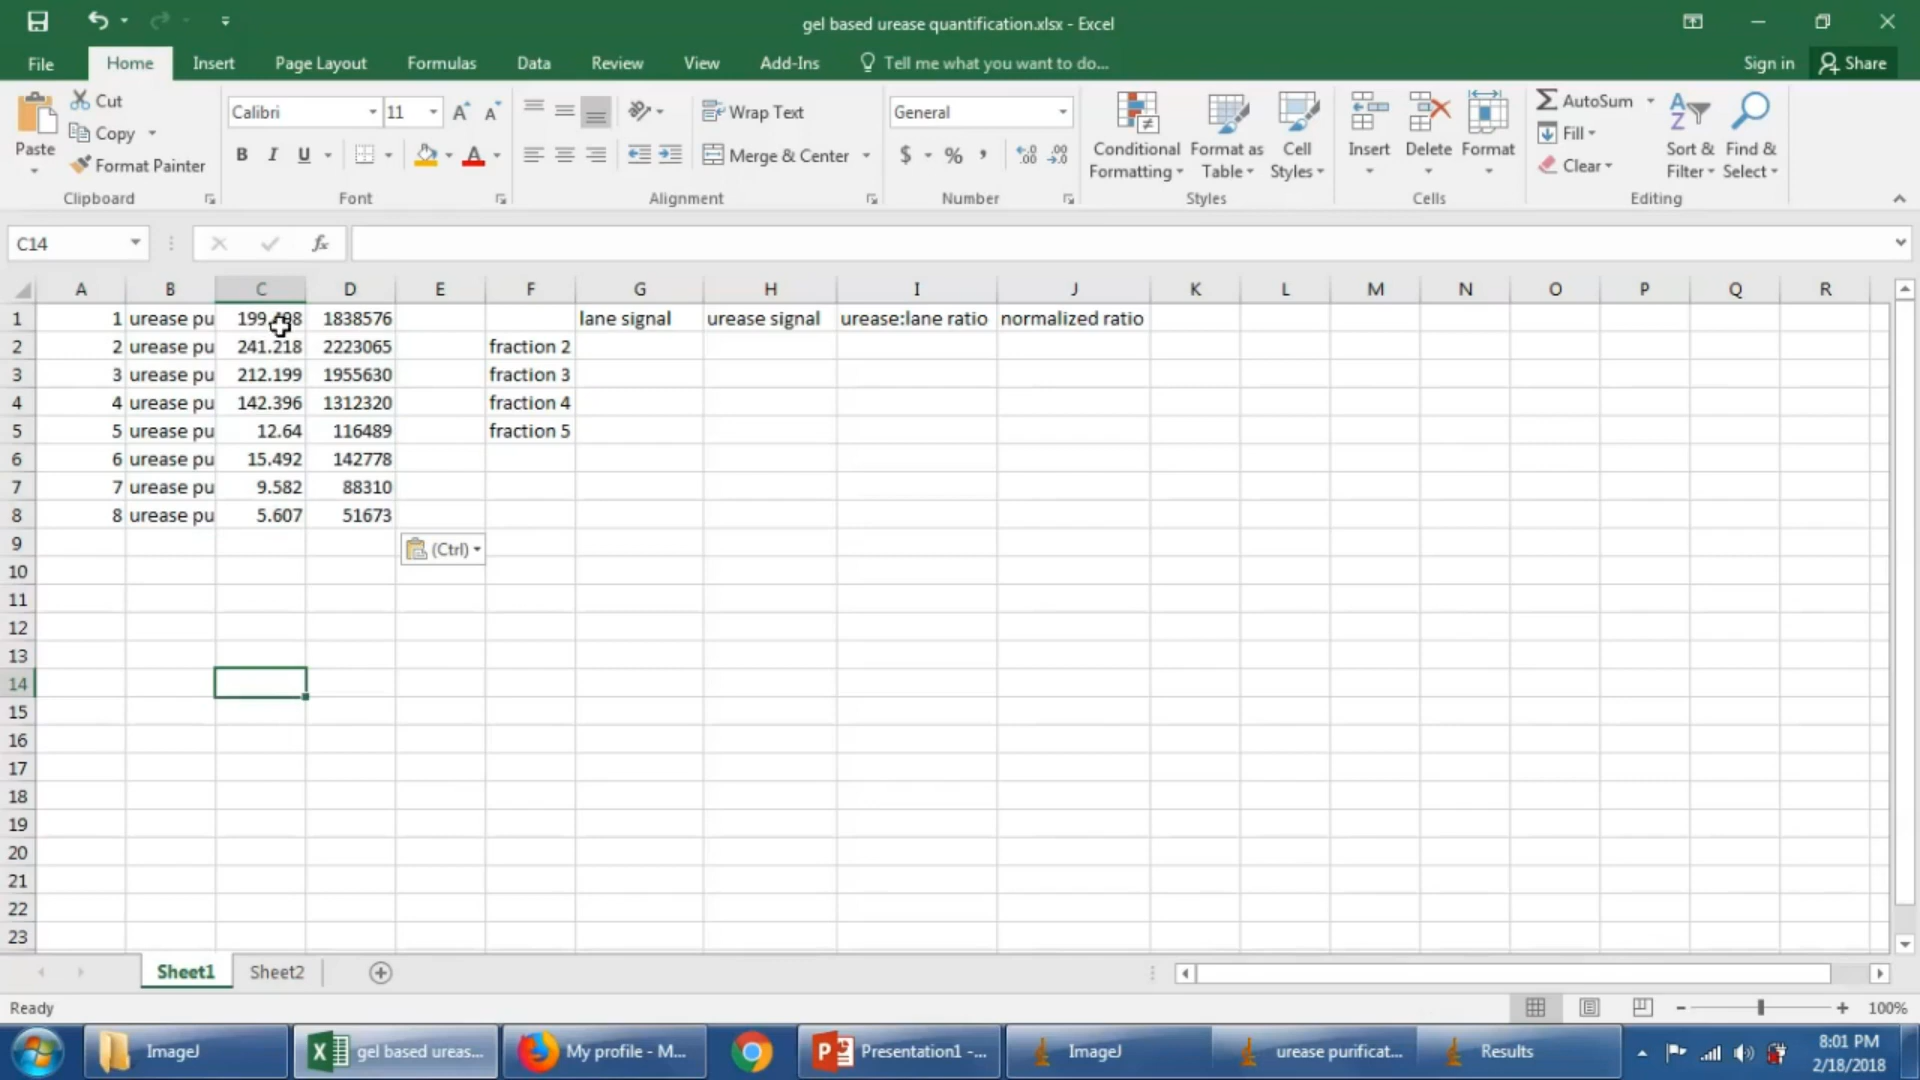 gel based urease quantification.xlsx - Excel
File Home Insert Page Layout Formulas Data Review View Add-Ins Tell me what you want to do... Sign in Share
Paste
Cut
Copy
Format Painter
Clipboard
Calibri 11
B I U
Font
Wrap Text
Merge & Center
Alignment
General
$ % ,
Number
Conditional Formatting
Format as Table
Cell Styles
Styles
Insert Delete Format
Cells
AutoSum
Fill
Clear
Sort & Filter
Find & Select
Editing
C14 fx
A B C D E F G H I J K L M N O P Q R
1 1 urease pu 1838576 lane signal urease signal urease:lane ratio normalized ratio
2 2 urease pu 241.218 2223065 fraction 2
3 3 urease pu 212.199 1955630 fraction 3
4 4 urease pu 142.396 1312320 fraction 4
5 5 urease pu 12.64 116489 fraction 5
6 6 urease pu 15.492 142778
7 7 urease pu 9.582 88310
8 8 urease pu 5.607 51673
9 (Ctrl)
10
11
12
13
14
15
16
17
18
19
20
21
22
23
Sheet1 Sheet2
Ready 100%
ImageJ gel based ureas... My profile - M... Presentation1 -... ImageJ urease purificat... Results 8:01 PM
2/18/2018